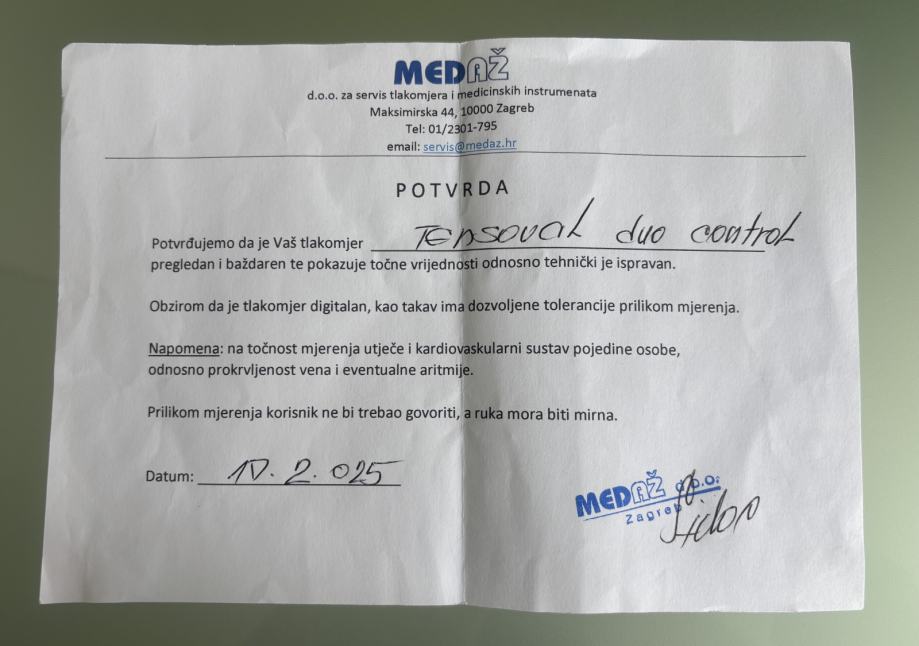 MEDAŽ
d.o.o. za servis tlakomjera i medicinskih instrumenata
Maksimirska 44, 10000 Zagreb
Tel: 01/2301-795
email: servis@medaz.hr
POTVRDA
Potvrđujemo da je Vaš tlakomjer Tensoval duo control
pregledan i baždaren te pokazuje točne vrijednosti odnosno tehnički je ispravan.
Obzirom da je tlakomjer digitalan, kao takav ima dozvoljene tolerancije prilikom mjerenja.
Napomena: na točnost mjerenja utječe i kardiovaskularni sustav pojedine osobe,
odnosno prokrvljenost vena i eventualne aritmije.
Prilikom mjerenja korisnik ne bi trebao govoriti, a ruka mora biti mirna.
Datum: 2.025
MEDAŽ d.o.o.
Zagreb